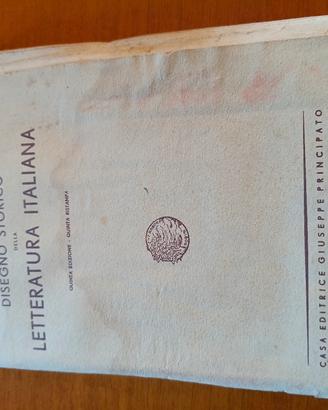 DISEGNO STORICO
DELLA
LETTERATURA ITALIANA
QUINTA EDIZIONE - QUINTA RISTAMPA
CASA EDITRICE GIUSEPPE PRINCIPATO